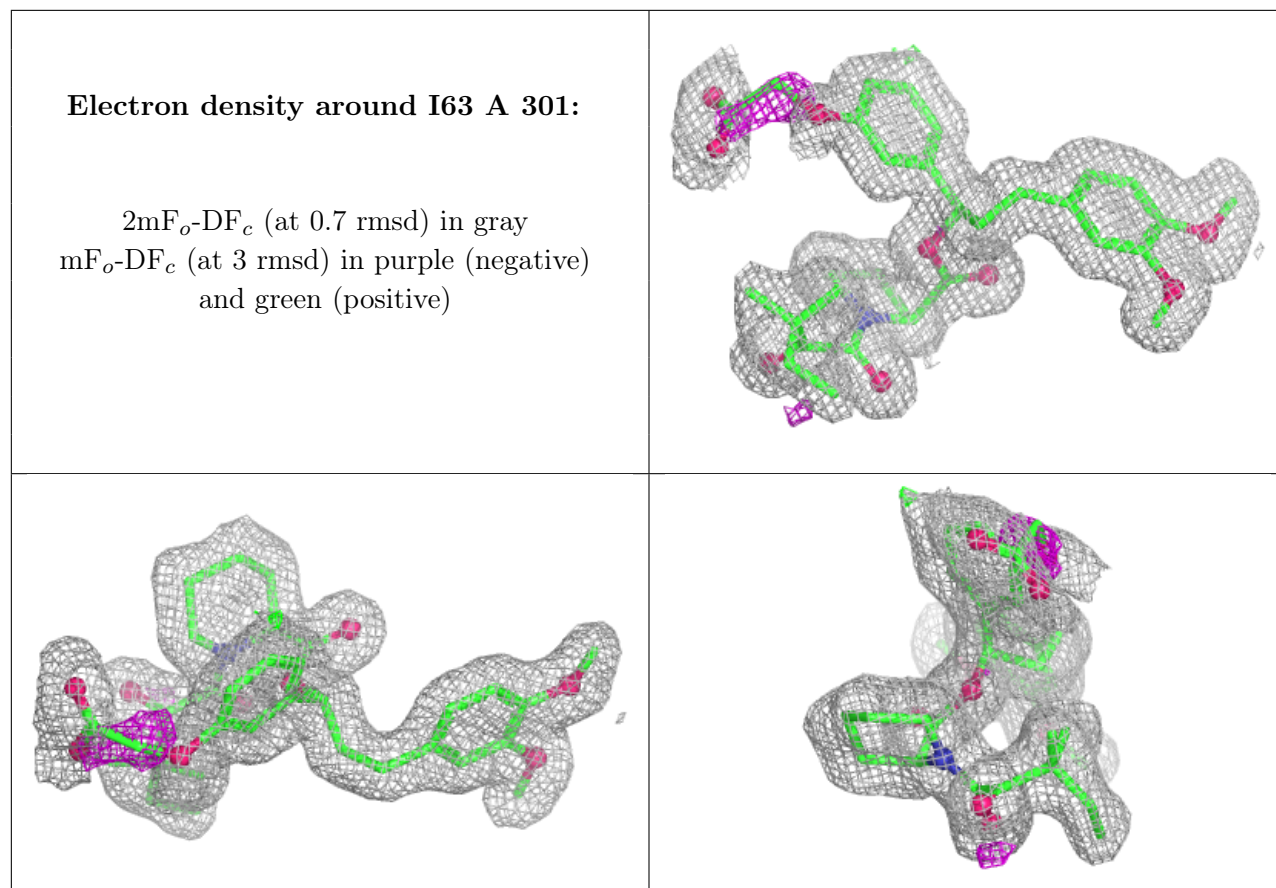 Electron density around I63 A 301:
2mFo-DFc (at 0.7 rmsd) in gray
mFo-DFc (at 3 rmsd) in purple (negative)
and green (positive)